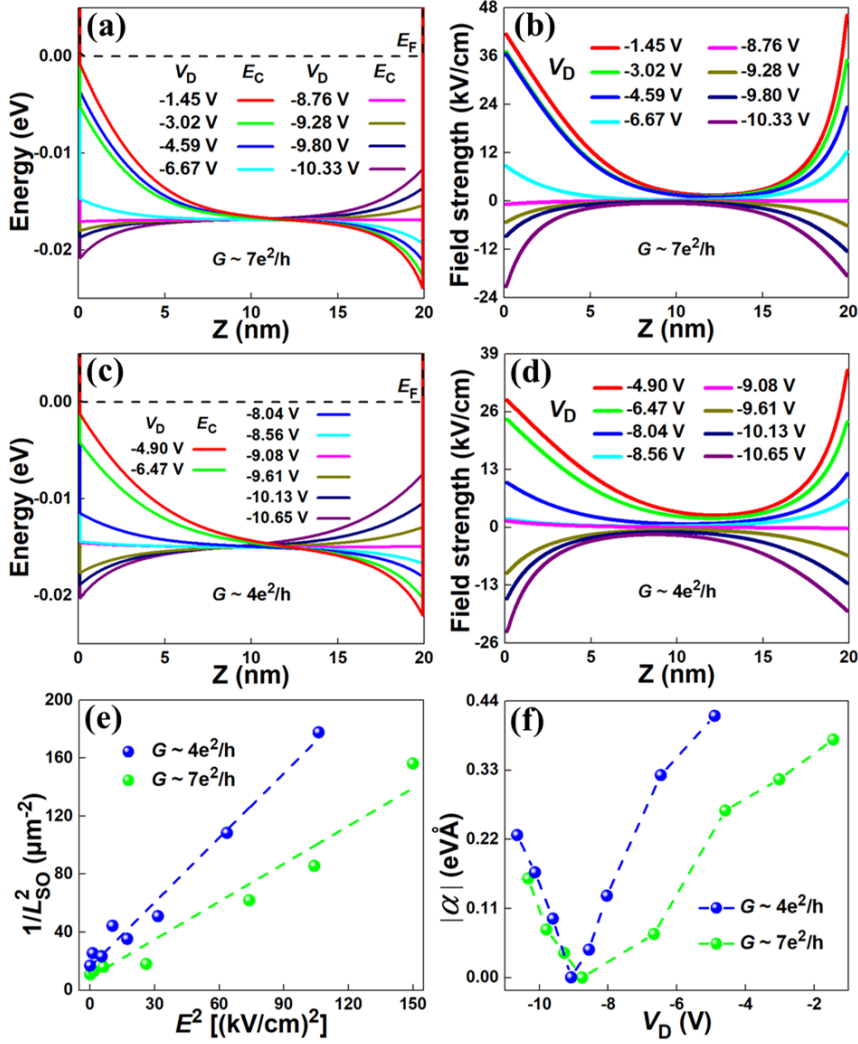 (a)
0.00
-0.01
-0.02
Energy (eV)
E_F
V_D E_C V_D E_C
-1.45 V -8.76 V
-3.02 V -9.28 V
-4.59 V -9.80 V
-6.67 V -10.33 V
G ~ 7e²/h
0 5 10 15 20
Z (nm)
(b)
48
36
24
12
0
-12
-24
Field strength (kV/cm)
V_D
-1.45 V -8.76 V
-3.02 V -9.28 V
-4.59 V -9.80 V
-6.67 V -10.33 V
G ~ 7e²/h
0 5 10 15 20
Z (nm)
(c)
0.00
-0.01
-0.02
Energy (eV)
E_F
V_D E_C
-4.90 V
-6.47 V
-8.04 V
-8.56 V
-9.08 V
-9.61 V
-10.13 V
-10.65 V
G ~ 4e²/h
0 5 10 15 20
Z (nm)
(d)
39
26
13
0
-13
-26
Field strength (kV/cm)
V_D
-4.90 V -9.08 V
-6.47 V -9.61 V
-8.04 V -10.13 V
-8.56 V -10.65 V
G ~ 4e²/h
0 5 10 15 20
Z (nm)
(e)
200
160
120
80
40
0
1/L²_SO (μm⁻²)
G ~ 4e²/h
G ~ 7e²/h
0 30 60 90 120 150
E² [(kV/cm)²]
(f)
0.44
0.33
0.22
0.11
0.00
|α| (eVÅ)
G ~ 4e²/h
G ~ 7e²/h
-10 -8 -6 -4 -2
V_D (V)